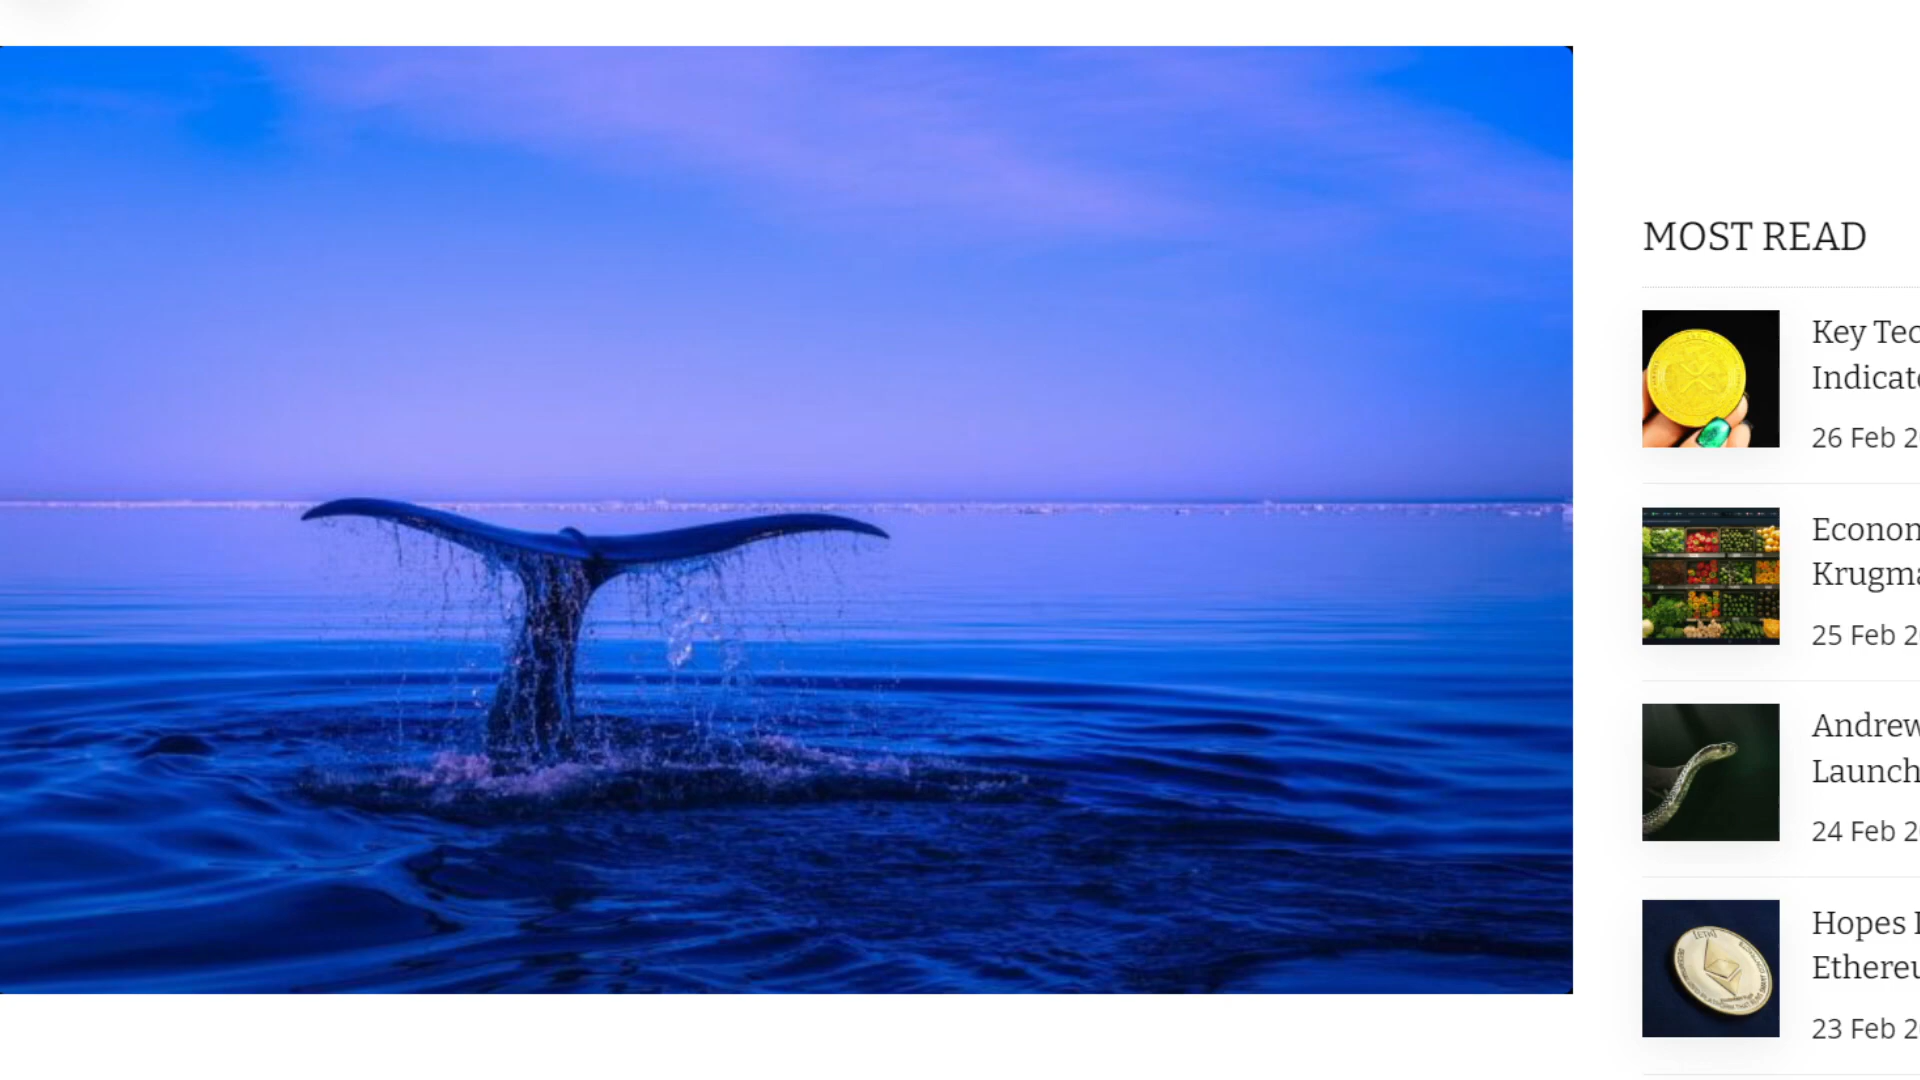 MOST READ
Key Tec
Indicat
26 Feb 2
Econo
Krugma
25 Feb 2
Andrew
Launch
24 Feb 2
Hopes
Ethereu
23 Feb 2